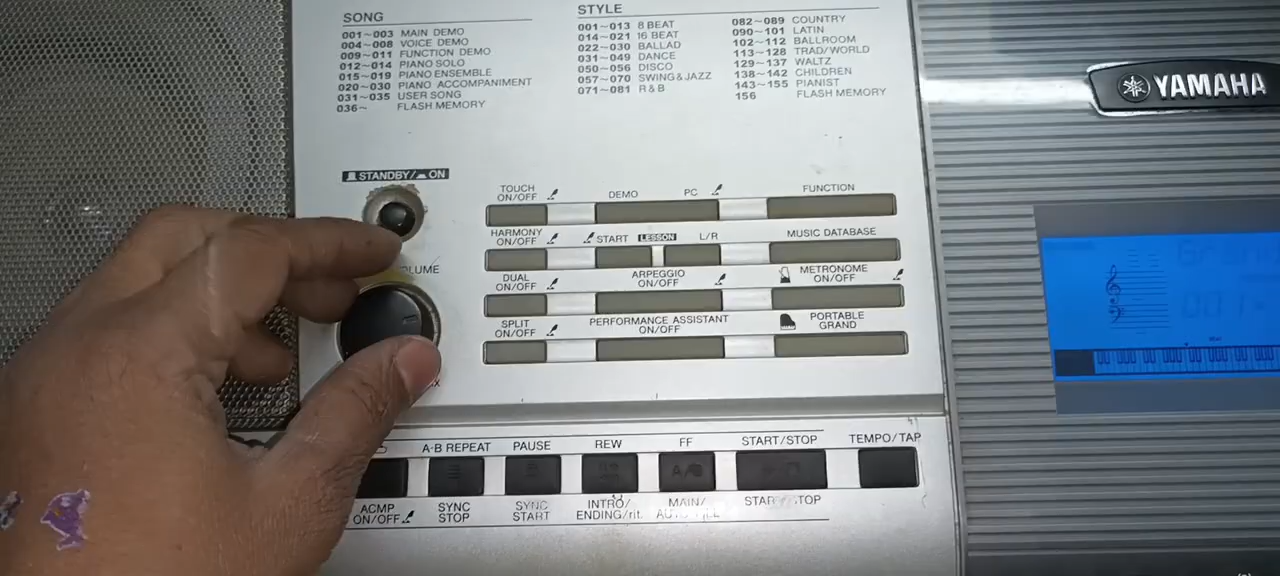 SONG
001~003 MAIN DEMO
004~008 VOICE DEMO
009~011 FUNCTION DEMO
012~014 PIANO SOLO
015~019 PIANO ENSEMBLE
020~030 PIANO ACCOMPANIMENT
031~035 USER SONG
036~ FLASH MEMORY
STYLE
001~013 8 BEAT
014~021 16 BEAT
022~030 BALLAD
031~049 DANCE
050~056 DISCO
057~070 SWING & JAZZ
071~081 R & B
082~089 COUNTRY
090~101 LATIN
102~112 BALLROOM
113~128 TRAD/WORLD
129~137 WALTZ
138~142 CHILDREN
143~155 PIANIST
156 FLASH MEMORY
YAMAHA
STANDBY/ ON
TOUCH
ON/OFF
DEMO
PC
FUNCTION
HARMONY
ON/OFF
START
LESSON
L/R
MUSIC DATABASE
DUAL
ON/OFF
ARPEGGIO
ON/OFF
METRONOME
ON/OFF
SPLIT
ON/OFF
PERFORMANCE ASSISTANT
ON/OFF
PORTABLE
GRAND
A-B REPEAT
PAUSE
REW
FF
START/STOP
TEMPO/TAP
ACMP
ON/OFF
SYNC
STOP
SYNC
START
INTRO/
ENDING/rit.
MAIN/
001